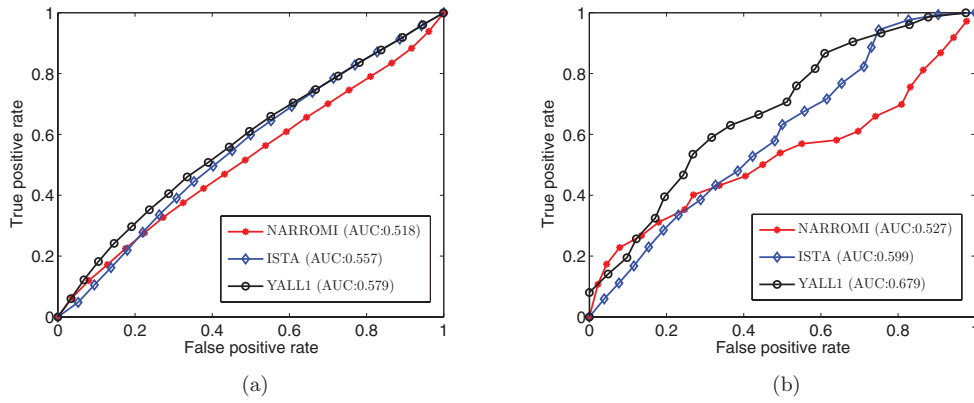 1
0.8
0.6
0.4
0.2
0
True positive rate
0
0.2
0.4
0.6
0.8
1
False positive rate
NARROMI (AUC:0.518)
ISTA (AUC:0.557)
YALL1 (AUC:0.579)
(a)
1
0.8
0.6
0.4
0.2
0
True positive rate
0
0.2
0.4
0.6
0.8
1
False positive rate
NARROMI (AUC:0.527)
ISTA (AUC:0.599)
YALL1 (AUC:0.679)
(b)